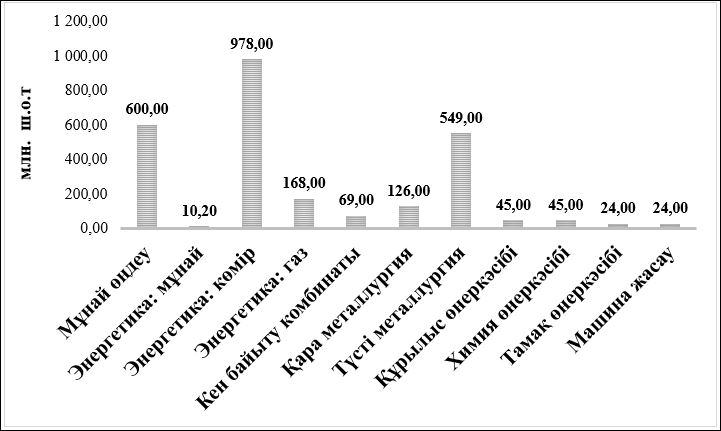 млн. ш.о.т
1 200,00
1 000,00
800,00
600,00
400,00
200,00
0,00
600,00
10,20
978,00
168,00
69,00
126,00
549,00
45,00
45,00
24,00
24,00
Мұнай өңдеу
Энергетика: мұнай
Энергетика: көмір
Энергетика: газ
Кен байыту комбинаты
Қара металлургия
Түсті металлургия
Құрылыс өнеркәсібі
Химия өнеркәсібі
Тамақ өнеркәсібі
Машина жасау